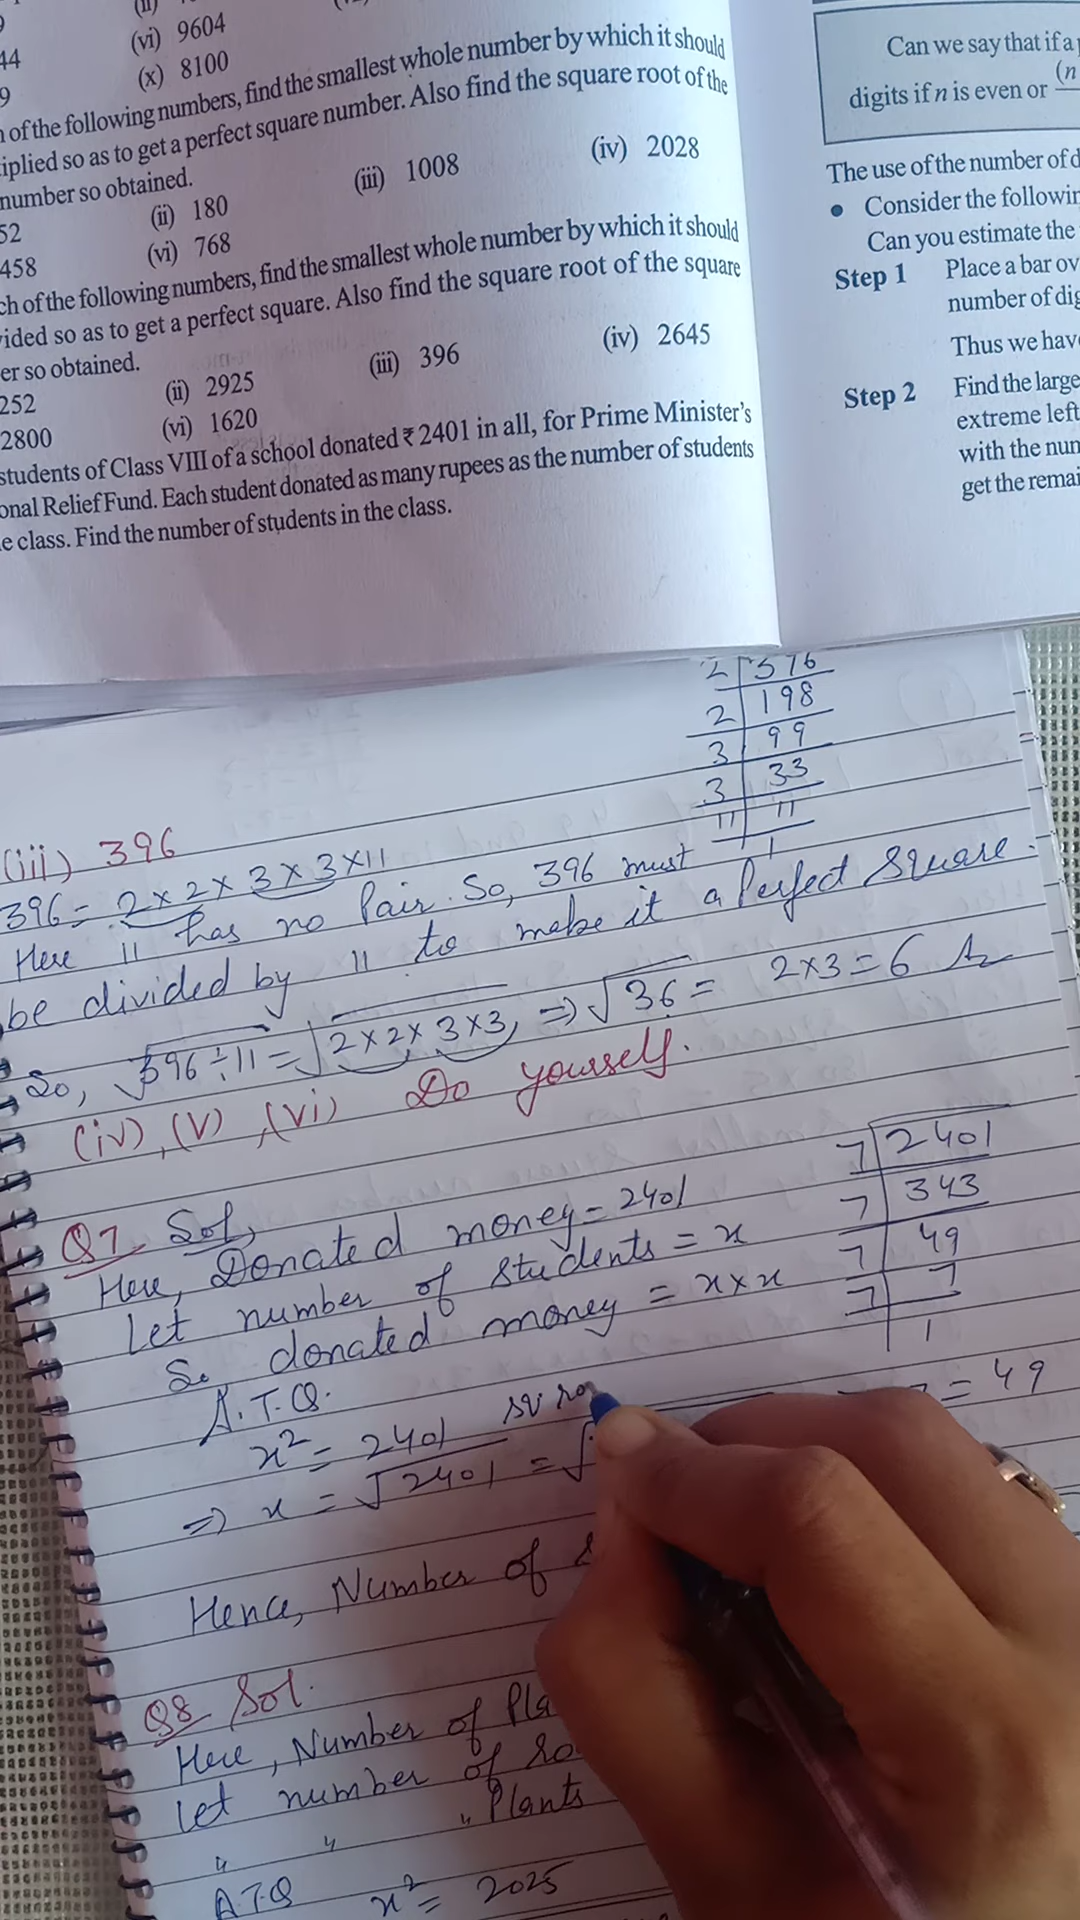 (vi) 9604
44
(x) 8100
9
of the following numbers, find the smallest whole number by which it should
iplied so as to get a perfect square number. Also find the square root of the
number so obtained.
52 (ii) 180 (iii) 1008 (iv) 2028
458 (vi) 768
ch of the following numbers, find the smallest whole number by which it should
vided so as to get a perfect square. Also find the square root of the square
er so obtained.
252 (ii) 2925 (iii) 396 (iv) 2645
2800 (vi) 1620
students of Class VIII of a school donated ₹ 2401 in all, for Prime Minister's
onal Relief Fund. Each student donated as many rupees as the number of students
e class. Find the number of students in the class.
Can we say that if a
digits if n is even or (n
The use of the number of d
• Consider the followin
Can you estimate the
Step 1 Place a bar ov
number of dig
Thus we have
Step 2 Find the large
extreme left
with the num
get the remai
2 | 396
2 | 198
3 | 99
3 | 33
11 | 11
1
(iii) 396
396 = 2×2×3×3×11
Here 11 has no Pair. So, 396 must
be divided by 11 to make it a Perfect Square.
So, √396÷11 = √2×2×3×3, ⇒ √36 = 2×3=6
(iv), (v), (vi) Do yourself.
Q7 Sol,
Here, Donated money = 2401
Let number of Students = x
So donated money = x×x
A.T.Q.
x² = 2401
⇒ x = √2401 = √ = 49
7 | 2401
7 | 343
7 | 49
7 | 7
1
Hence, Number of
Q8 Sol.
Here, Number of Pla
Let number of Ro
" " " Plants
A.T.Q x² = 2025